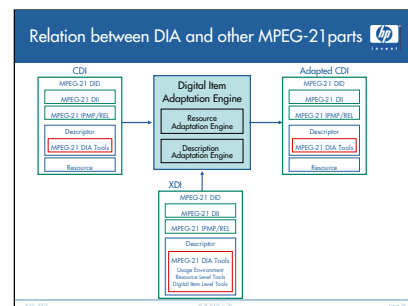 Relation between DIA and other MPEG-21 parts
hp
invent
CDI
MPEG-21 DID
MPEG-21 DII
MPEG-21 IPMP/REL
Descriptor
MPEG-21 DIA Tools
Resource
Digital Item
Adaptation Engine
Resource
Adaptation Engine
Description
Adaptation Engine
Adapted CDI
MPEG-21 DID
MPEG-21 DII
MPEG-21 IPMP/REL
Descriptor
MPEG-21 DIA Tools
Resource
XDI
MPEG-21 DID
MPEG-21 DII
MPEG-21 IPMP/REL
Descriptor
MPEG-21 DIA Tools
Usage Environment
Resource Level Tools
Digital Item Level Tools